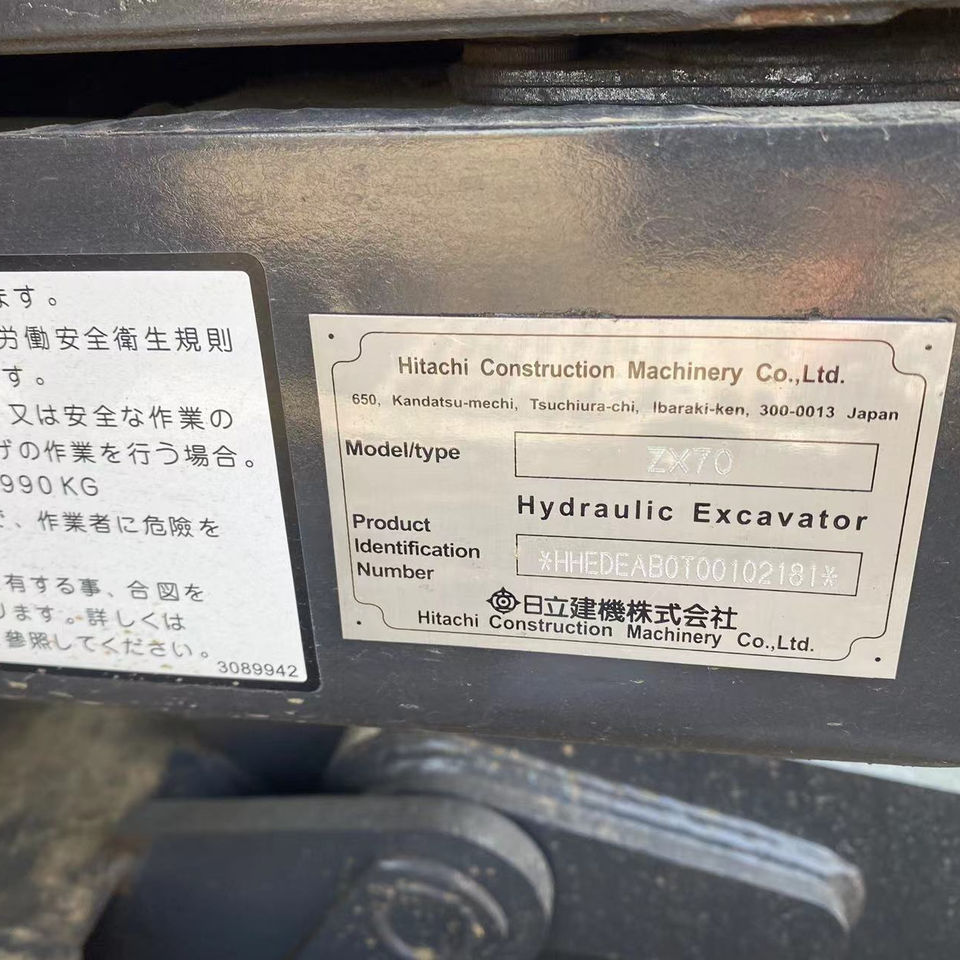 ます。
労働安全衛生規則
す。
又は安全な作業の
げの作業を行う場合。
990KG
、作業者に危険を
有する事、合図を
ります。詳しくは
参照してください。
3089942
Hitachi Construction Machinery Co.,Ltd.
650, Kandatsu-mechi, Tsuchiura-chi, Ibaraki-ken, 300-0013 Japan
Model/type
ZX70
Hydraulic Excavator
Product
Identification
Number
*HHEDEAB0T00102181*
日立建機株式会社
Hitachi Construction Machinery Co.,Ltd.